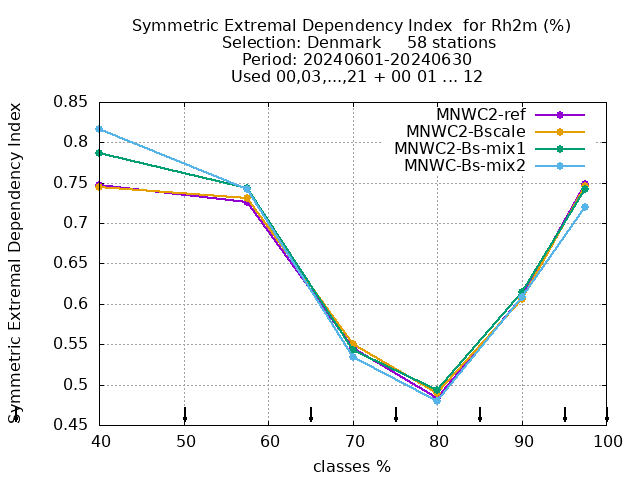 Symmetric Extremal Dependency Index  for Rh2m (%)
Selection: Denmark     58 stations
Period: 20240601-20240630
Used 00,03,...,21 + 00 01 ... 12
Symmetric Extremal Dependency Index
0.85
0.8
0.75
0.7
0.65
0.6
0.55
0.5
0.45
MNWC2-ref
MNWC2-Bscale
MNWC2-Bs-mix1
MNWC-Bs-mix2
40 50 60 70 80 90 100
classes %